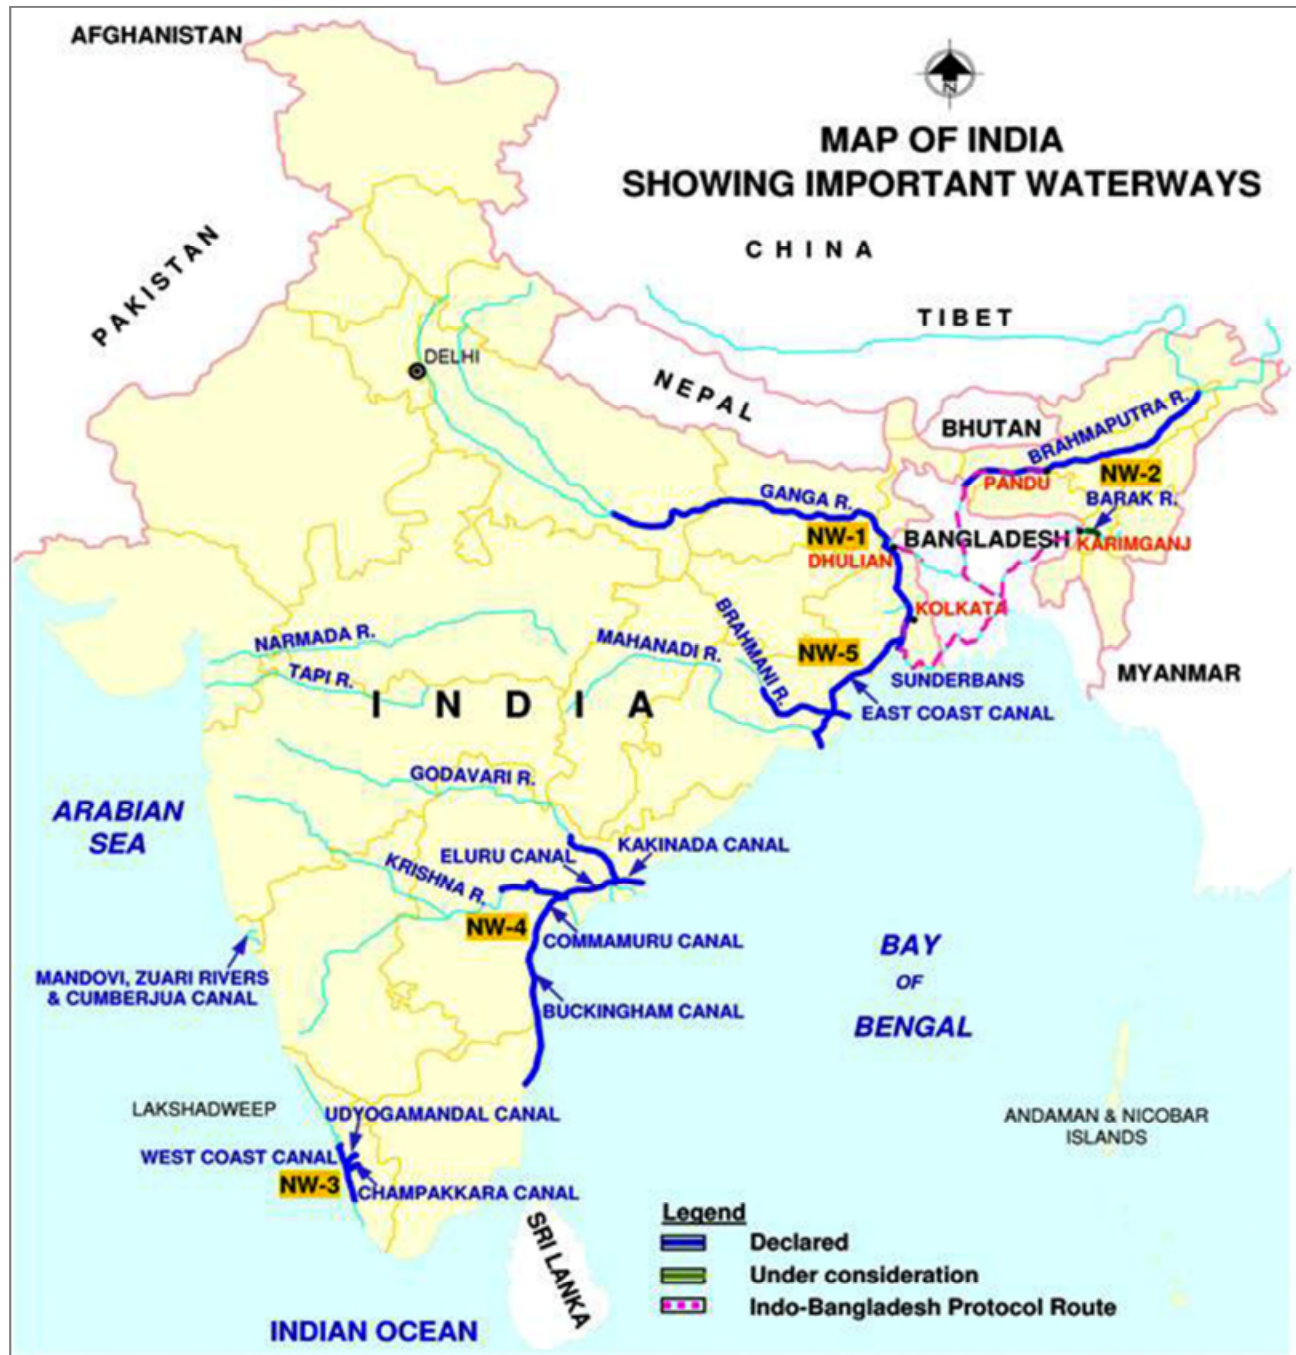 AFGHANISTAN
N
MAP OF INDIA
SHOWING IMPORTANT WATERWAYS
CHINA
PAKISTAN
TIBET
DELHI
NEPAL
BHUTAN
BRAHMAPUTRA R.
NW-2
PANDU
BARAK R.
GANGA R.
NW-1
BANGLADESH
KARIMGANJ
DHULIAN
KOLKATA
NARMADA R.
MAHANADI R.
BRAHMANI R.
NW-5
TAPI R.
SUNDERBANS
MYANMAR
INDIA
EAST COAST CANAL
GODAVARI R.
ARABIAN
SEA
KAKINADA CANAL
ELURU CANAL
KRISHNA R.
NW-4
COMMAMURU CANAL
BAY
OF
BENGAL
MANDOVI, ZUARI RIVERS
& CUMBERJUA CANAL
BUCKINGHAM CANAL
LAKSHADWEEP
UDYOGAMANDAL CANAL
ANDAMAN & NICOBAR
ISLANDS
WEST COAST CANAL
NW-3
CHAMPAKKARA CANAL
SRI LANKA
Legend
Declared
Under consideration
Indo-Bangladesh Protocol Route
INDIAN OCEAN